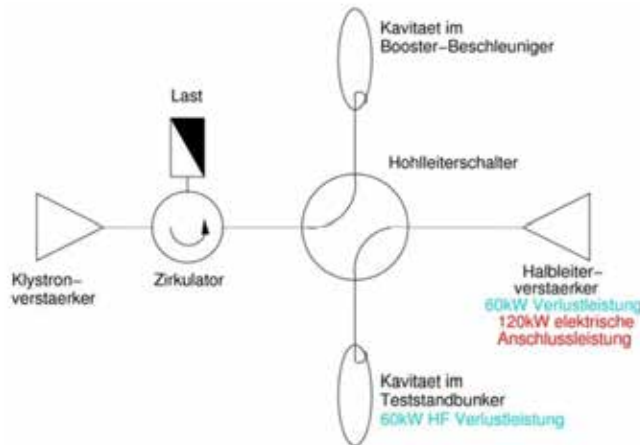 Kavitaet im
Booster-Beschleuniger
Last
Hohlleiterschalter
Klystron-
verstaerker
Zirkulator
Halbleiter-
verstaerker
60kW Verlustleistung
120kW elektrische
Anschlussleistung
Kavitaet im
Teststandbunker
60kW HF Verlustleistung